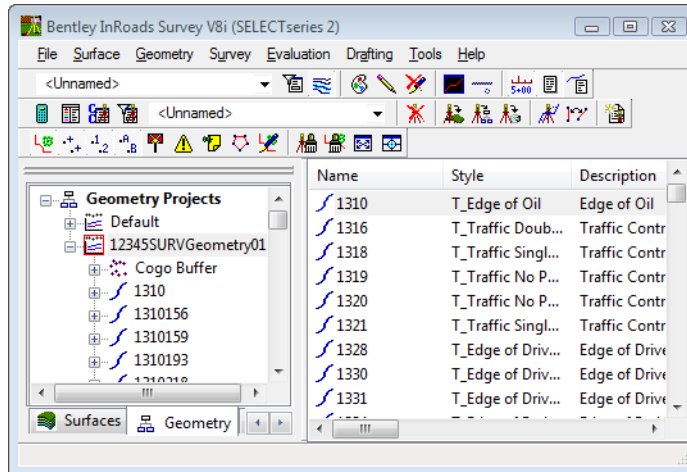 Bentley InRoads Survey V8i (SELECTseries 2)
File Surface Geometry Survey Evaluation Drafting Tools Help
<Unnamed>
5+00
<Unnamed>
Geometry Projects
Default
12345SURVGeometry01
Cogo Buffer
1310
1310156
1310159
1310193
Surfaces Geometry
Name Style Description
1310 T_Edge of Oil Edge of Oil
1316 T_Traffic Doub... Traffic Contr
1318 T_Traffic Singl... Traffic Contr
1319 T_Traffic No P... Traffic Contr
1320 T_Traffic No P... Traffic Contr
1321 T_Traffic Singl... Traffic Contr
1328 T_Edge of Driv... Edge of Drive
1330 T_Edge of Driv... Edge of Drive
1331 T_Edge of Driv... Edge of Drive